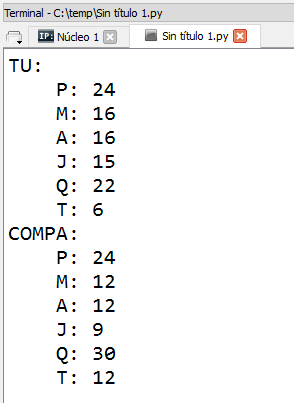 Terminal - C:\temp\Sin título 1.py
IP: Núcleo 1 Sin título 1.py
TU:
P: 24
M: 16
A: 16
J: 15
Q: 22
T: 6
COMPA:
P: 24
M: 12
A: 12
J: 9
Q: 30
T: 12